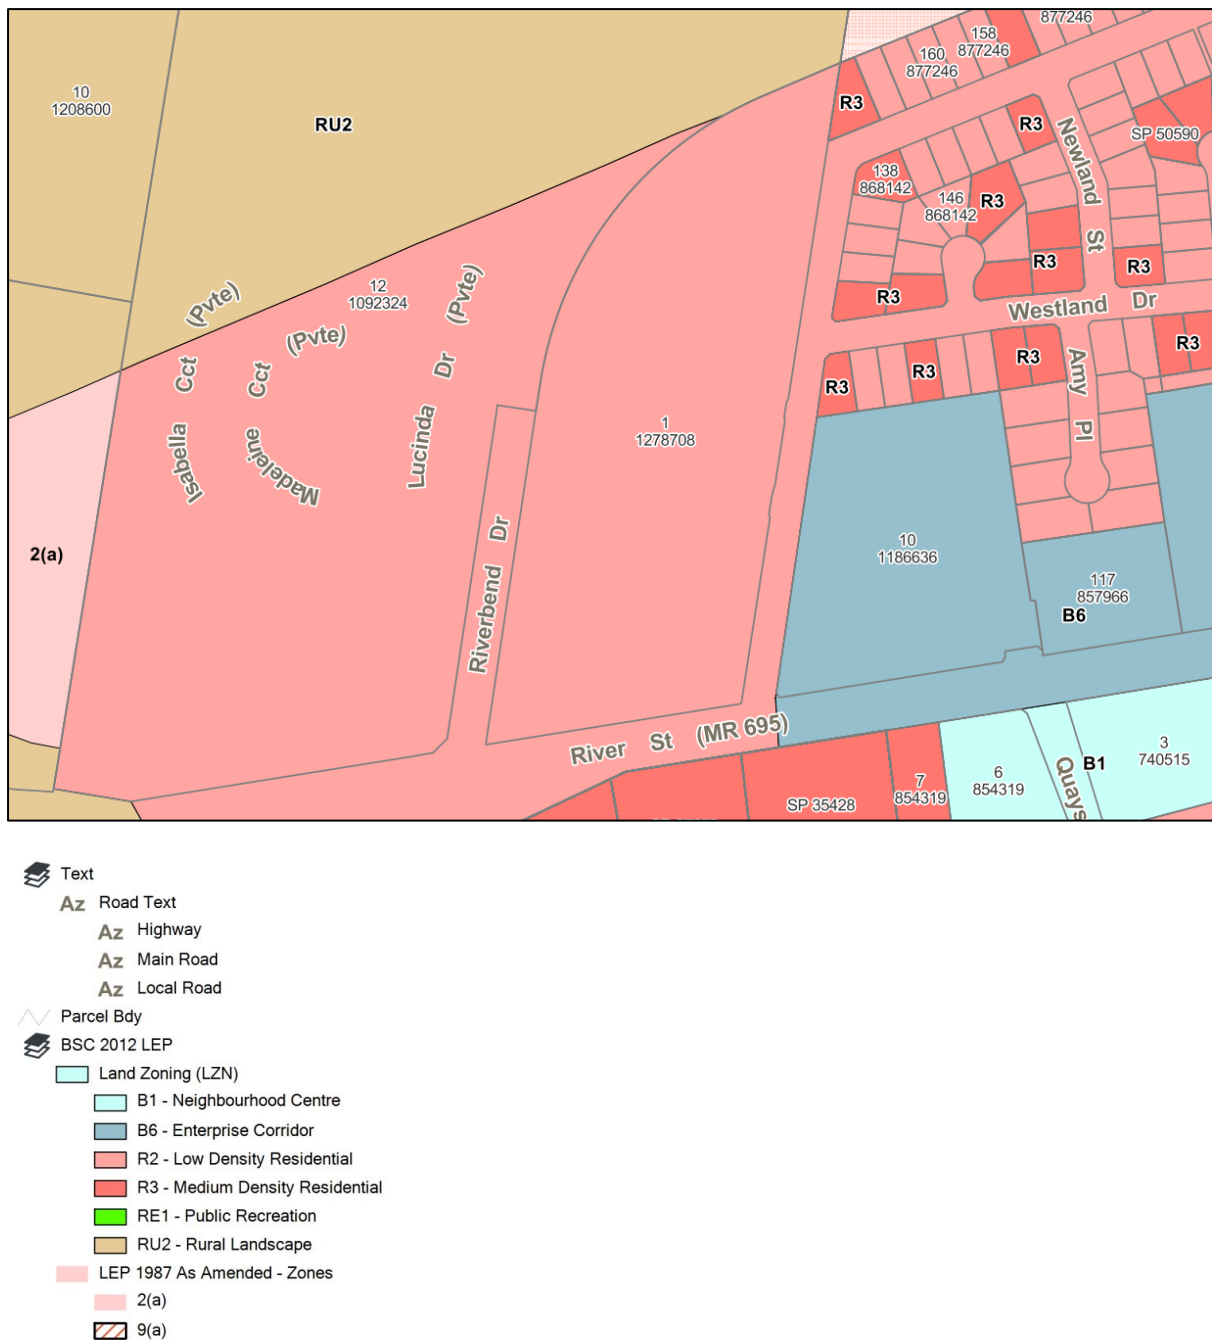 877246
158
877246
160
877246
10
1208600
RU2
R3
R3
Newland St
SP 50590
138
868142
146
868142
R3
R3
R3
R3
12
1092324
(Pvte)
(Pvte)
(Pvte)
Westland Dr
Isabella Cct
Madeleine Cct
Lucinda Dr
R3
R3
R3
R3
Amy Pl
1
1278708
2(a)
Riverbend Dr
10
1186636
117
857966
B6
River St (MR 695)
3
740515
B1
6
854319
7
854319
Quays
SP 35428
Text
Az Road Text
Az Highway
Az Main Road
Az Local Road
Parcel Bdy
BSC 2012 LEP
Land Zoning (LZN)
B1 - Neighbourhood Centre
B6 - Enterprise Corridor
R2 - Low Density Residential
R3 - Medium Density Residential
RE1 - Public Recreation
RU2 - Rural Landscape
LEP 1987 As Amended - Zones
2(a)
9(a)